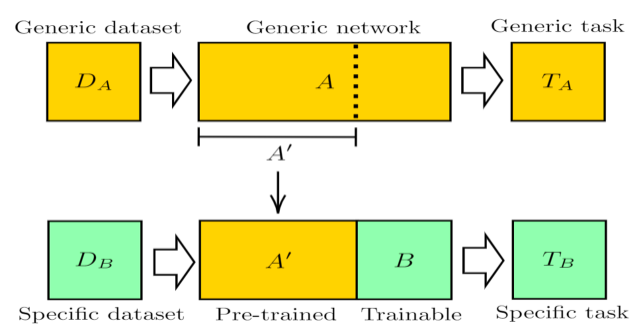 Generic dataset Generic network Generic task
D_A A T_A
A′
D_B A′ B T_B
Specific dataset Pre-trained Trainable Specific task